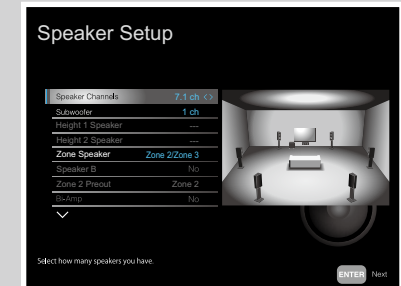 Speaker Setup
Speaker Channels 7.1 ch <>
Subwoofer 1 ch
Height 1 Speaker ---
Height 2 Speaker ---
Zone Speaker Zone 2/Zone 3
Speaker B No
Zone 2 Preout Zone 2
Bi-Amp No
Select how many speakers you have.
ENTER Next